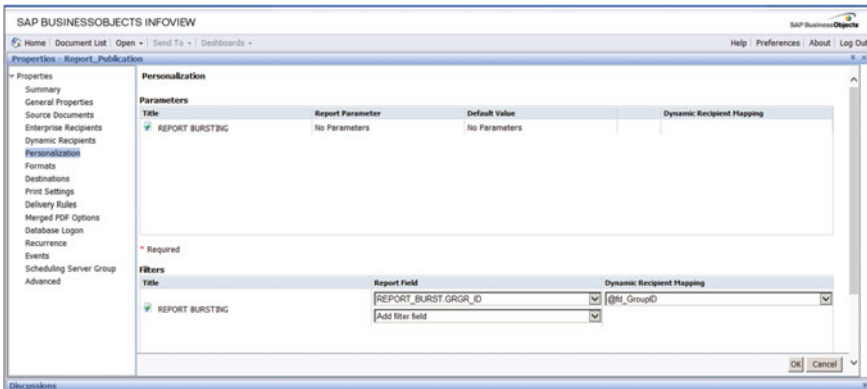 SAP BUSINESSOBJECTS INFOVIEW
SAP BusinessObjects
Home | Document List | Open | Send To | Dashboards
Help | Preferences | About | Log Out
Properties - Report_Publication
Properties
Summary
General Properties
Source Documents
Enterprise Recipients
Dynamic Recipients
Personalization
Formats
Destinations
Print Settings
Delivery Rules
Merged PDF Options
Database Logon
Recurrence
Events
Scheduling Server Group
Advanced
Personalization
Parameters
Title Report Parameter Default Value Dynamic Recipient Mapping
REPORT BURSTING No Parameters No Parameters
* Required
Filters
Title Report Field Dynamic Recipient Mapping
REPORT BURSTING REPORT_BURST.GRGR_ID @fd_GroupID
Add filter field
OK Cancel
Discussions